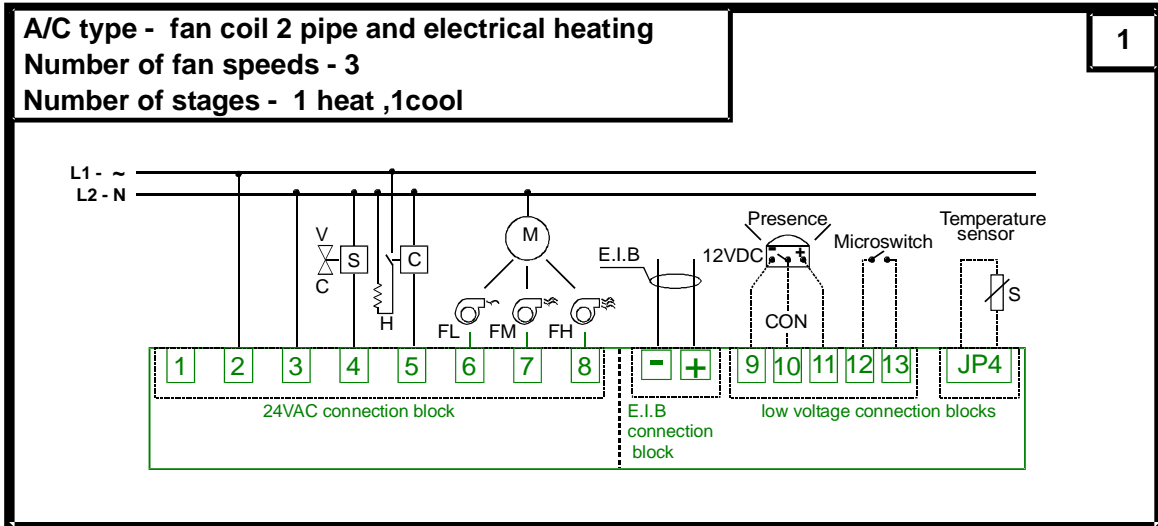 A/C type - fan coil 2 pipe and electrical heating
Number of fan speeds - 3
Number of stages - 1 heat ,1cool
1
L1 - ~
L2 - N
V
C
S
H
C
M
FL
FM
FH
E.I.B
Presence
12VDC
- +
CON
Microswitch
Temperature
sensor
S
1 2 3 4 5 6 7 8 - + 9 10 11 12 13 JP4
24VAC connection block
E.I.B
connection
block
low voltage connection blocks